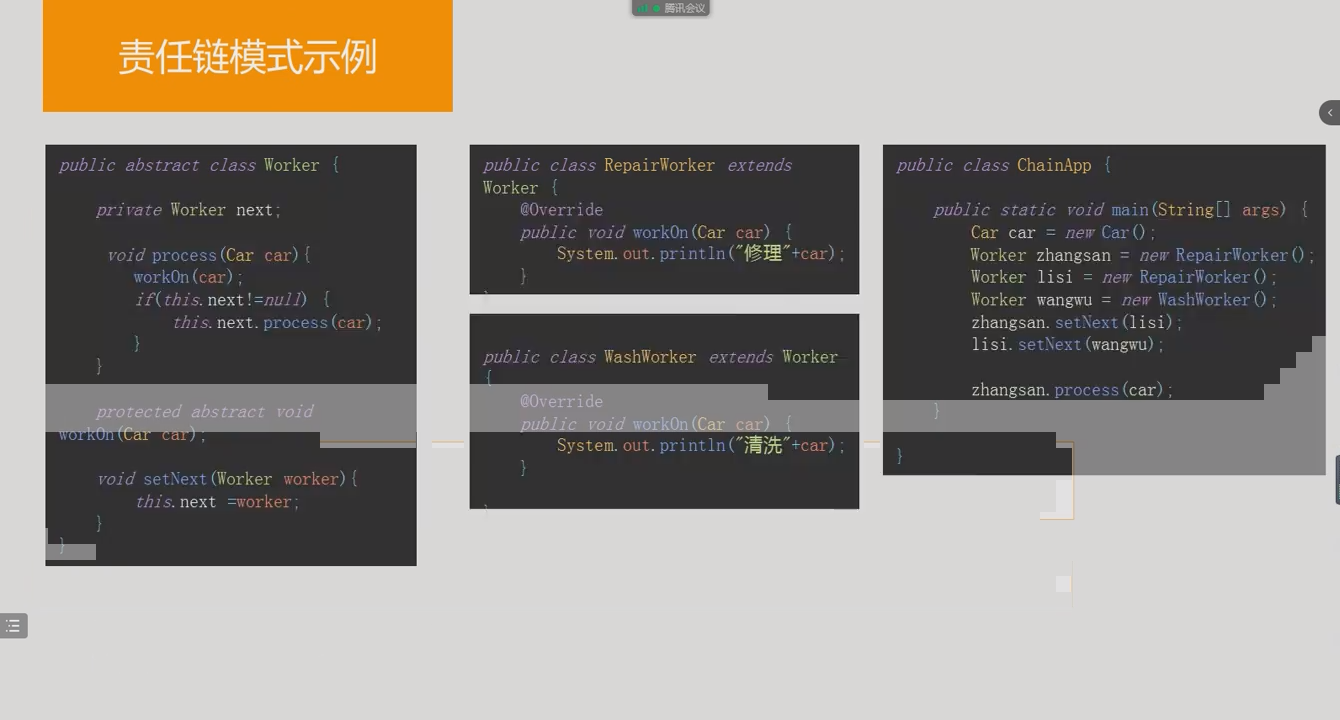 腾讯会议
责任链模式示例
public abstract class Worker {
private Worker next;
void process(Car car){
workOn(car);
if(this.next!=null) {
this.next.process(car);
}
}
protected abstract void
workOn(Car car);
void setNext(Worker worker){
this.next =worker;
}
}
public class RepairWorker extends
Worker {
@Override
public void workOn(Car car) {
System.out.println("修理"+car);
}
public class WashWorker extends Worker
{
@Override
public void workOn(Car car) {
System.out.println("清洗"+car);
}
public class ChainApp {
public static void main(String[] args) {
Car car = new Car();
Worker zhangsan = new RepairWorker();
Worker lisi = new RepairWorker();
Worker wangwu = new WashWorker();
zhangsan.setNext(lisi);
lisi.setNext(wangwu);
zhangsan.process(car);
}
}